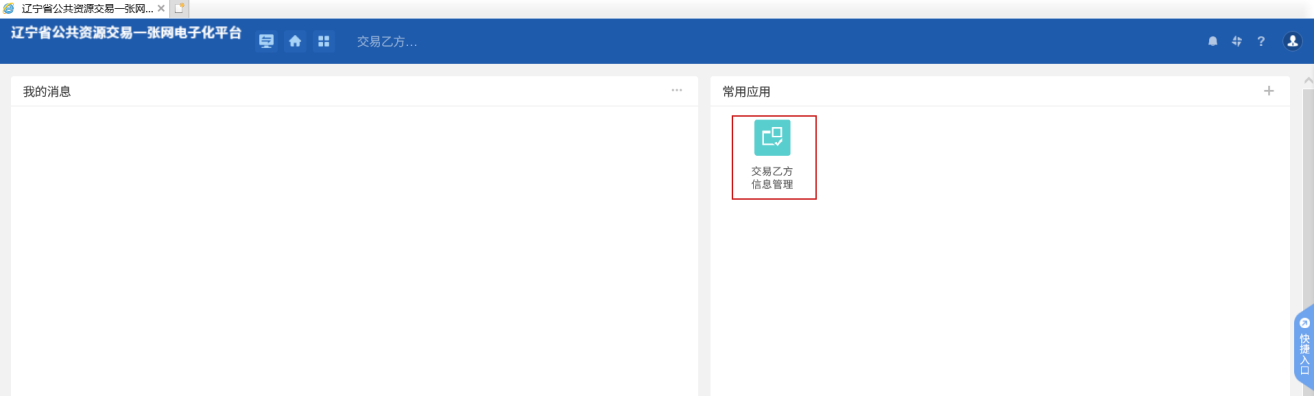 辽宁省公共资源交易一张网...
辽宁省公共资源交易一张网电子化平台
交易乙方...
?
我的消息
...
常用应用
+
交易乙方
信息管理
快捷入口